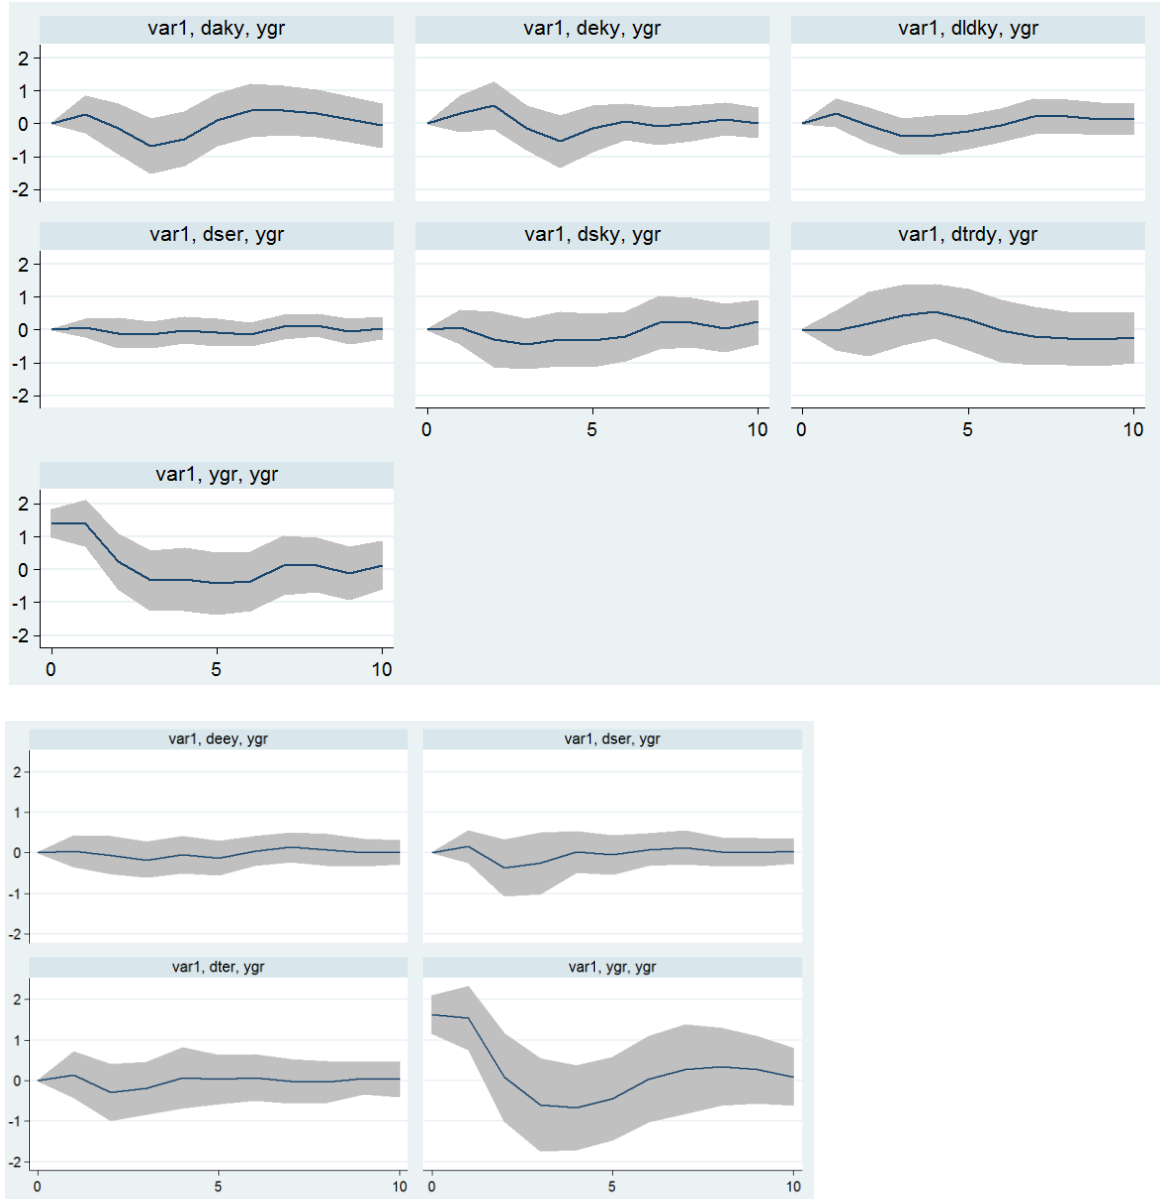 var1, daky, ygr
var1, deky, ygr
var1, dldky, ygr
2
1
0
-1
-2
var1, dser, ygr
var1, dsky, ygr
var1, dtrdy, ygr
2
1
0
-1
-2
0 5 10
0 5 10
var1, ygr, ygr
2
1
0
-1
-2
0 5 10
var1, deey, ygr
var1, dser, ygr
2
1
0
-1
-2
var1, dter, ygr
var1, ygr, ygr
2
1
0
-1
-2
0 5 10
0 5 10